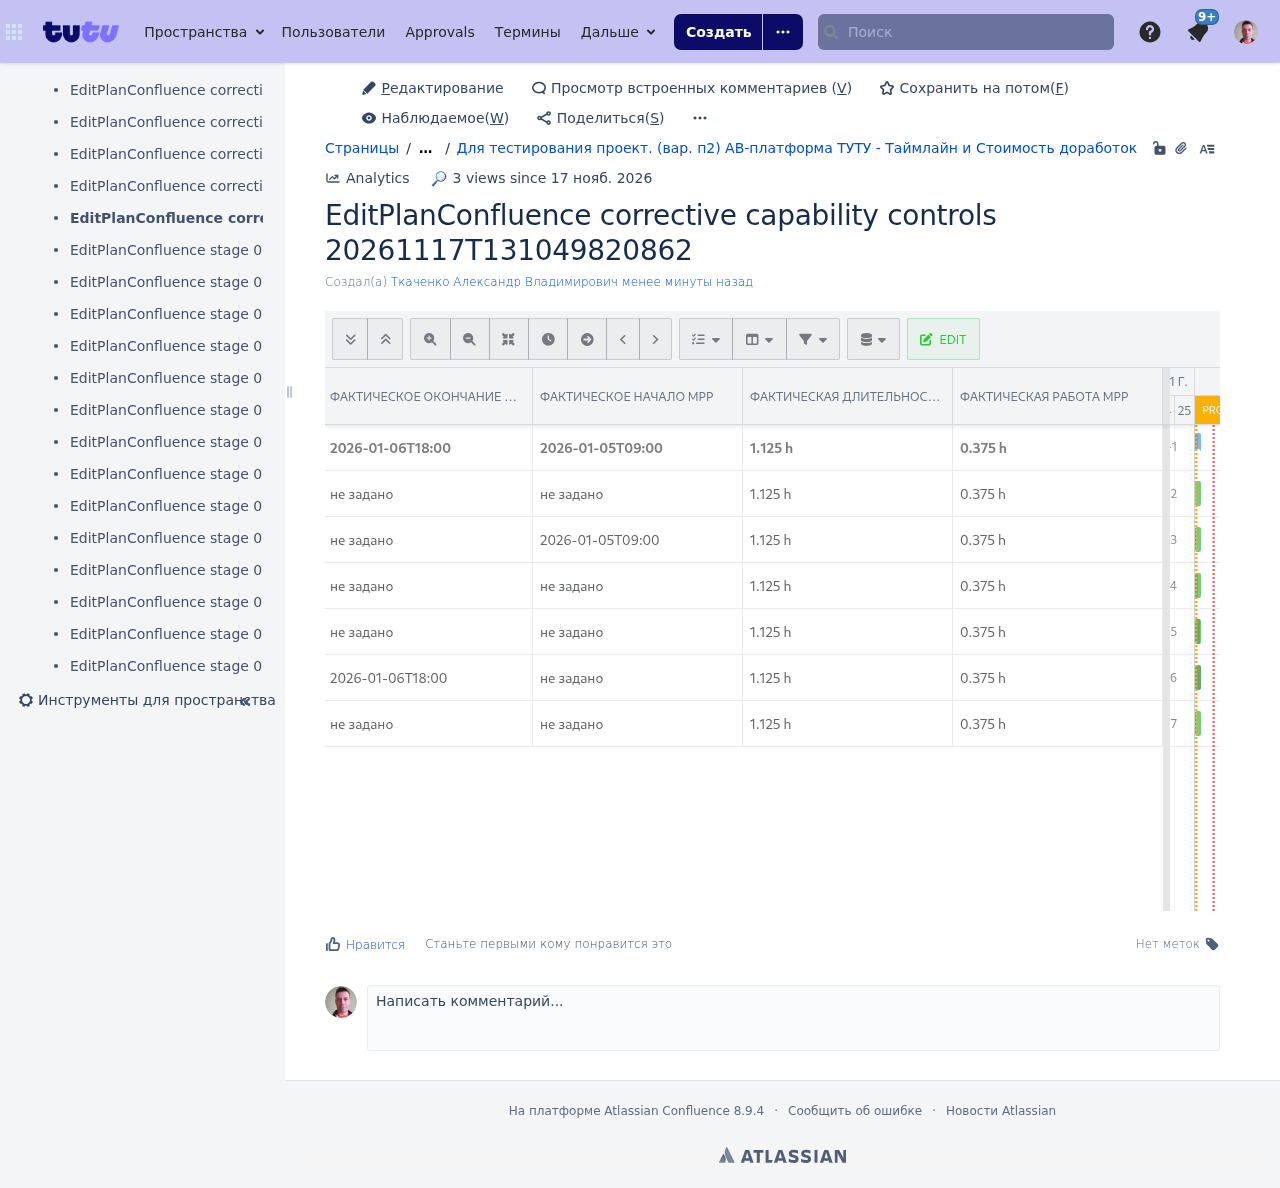 tutu Пространства Пользователи Approvals Термины Дальше Создать Поиск 9+
EditPlanConfluence correcti
EditPlanConfluence correcti
EditPlanConfluence correcti
EditPlanConfluence correcti
EditPlanConfluence corre
EditPlanConfluence stage 0
EditPlanConfluence stage 0
EditPlanConfluence stage 0
EditPlanConfluence stage 0
EditPlanConfluence stage 0
EditPlanConfluence stage 0
EditPlanConfluence stage 0
EditPlanConfluence stage 0
EditPlanConfluence stage 0
EditPlanConfluence stage 0
EditPlanConfluence stage 0
EditPlanConfluence stage 0
EditPlanConfluence stage 0
EditPlanConfluence stage 0
Инструменты для пространства
Редактирование Просмотр встроенных комментариев (V) Сохранить на потом(F)
Наблюдаемое(W) Поделиться(S) ...
Страницы / ... / Для тестирования проект. (вар. п2) АВ-платформа ТУТУ - Таймлайн и Стоимость доработок
Analytics 3 views since 17 нояб. 2026
EditPlanConfluence corrective capability controls
20261117T131049820862
Создал(а) Ткаченко Александр Владимирович менее минуты назад
EDIT
ФАКТИЧЕСКОЕ ОКОНЧАНИЕ ... ФАКТИЧЕСКОЕ НАЧАЛО MPP ФАКТИЧЕСКАЯ ДЛИТЕЛЬНОС... ФАКТИЧЕСКАЯ РАБОТА MPP 1 Г.
25 PRO
2026-01-06T18:00 2026-01-05T09:00 1.125 h 0.375 h 1
не задано не задано 1.125 h 0.375 h 2
не задано 2026-01-05T09:00 1.125 h 0.375 h 3
не задано не задано 1.125 h 0.375 h 4
не задано не задано 1.125 h 0.375 h 5
2026-01-06T18:00 не задано 1.125 h 0.375 h 6
не задано не задано 1.125 h 0.375 h 7
Нравится Станьте первыми кому понравится это Нет меток
Написать комментарий...
На платформе Atlassian Confluence 8.9.4 · Сообщить об ошибке · Новости Atlassian
ATLASSIAN